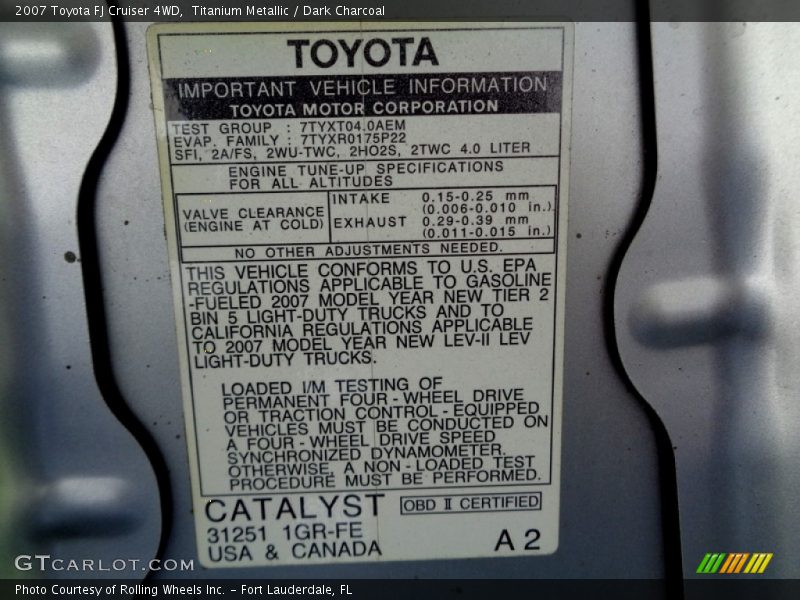 2007 Toyota FJ Cruiser 4WD,  Titanium Metallic / Dark Charcoal
TOYOTA
IMPORTANT VEHICLE INFORMATION
TOYOTA MOTOR CORPORATION
TEST GROUP : 7TYXT04.0AEM
EVAP. FAMILY : 7TYXR0175P22
SFI, 2A/FS, 2WU-TWC, 2HO2S, 2TWC 4.0 LITER
ENGINE TUNE-UP SPECIFICATIONS
FOR ALL ALTITUDES
VALVE CLEARANCE
(ENGINE AT COLD)
INTAKE 0.15-0.25 mm
(0.006-0.010 in.)
EXHAUST 0.29-0.39 mm
(0.011-0.015 in.)
NO OTHER ADJUSTMENTS NEEDED.
THIS VEHICLE CONFORMS TO U.S. EPA
REGULATIONS APPLICABLE TO GASOLINE
-FUELED 2007 MODEL YEAR NEW TIER 2
BIN 5 LIGHT-DUTY TRUCKS AND TO
CALIFORNIA REGULATIONS APPLICABLE
TO 2007 MODEL YEAR NEW LEV-II LEV
LIGHT-DUTY TRUCKS.
LOADED I/M TESTING OF
PERMANENT FOUR-WHEEL DRIVE
OR TRACTION CONTROL-EQUIPPED
VEHICLES MUST BE CONDUCTED ON
A FOUR-WHEEL DRIVE SPEED
SYNCHRONIZED DYNAMOMETER.
OTHERWISE, A NON-LOADED TEST
PROCEDURE MUST BE PERFORMED.
CATALYST
OBD II CERTIFIED
31251 1GR-FE
USA & CANADA
A2
GTCARLOT.COM
Photo Courtesy of Rolling Wheels Inc. – Fort Lauderdale, FL